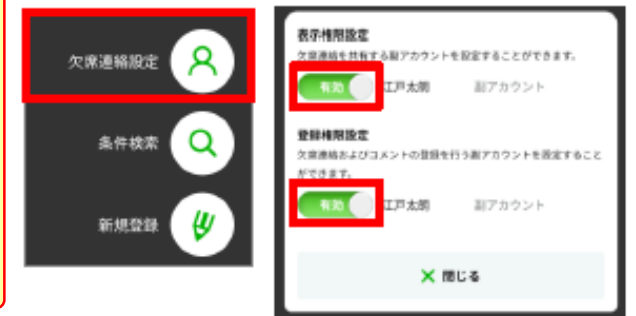 欠席連絡設定
条件検索
新規登録
表示権限設定
欠席連絡を共有する副アカウントを設定することができます。
有効 江戸太朗 副アカウント
登録権限設定
欠席連絡およびコメントの登録を行う副アカウントを設定すること
ができます。
有効 江戸太朗 副アカウント
× 閉じる